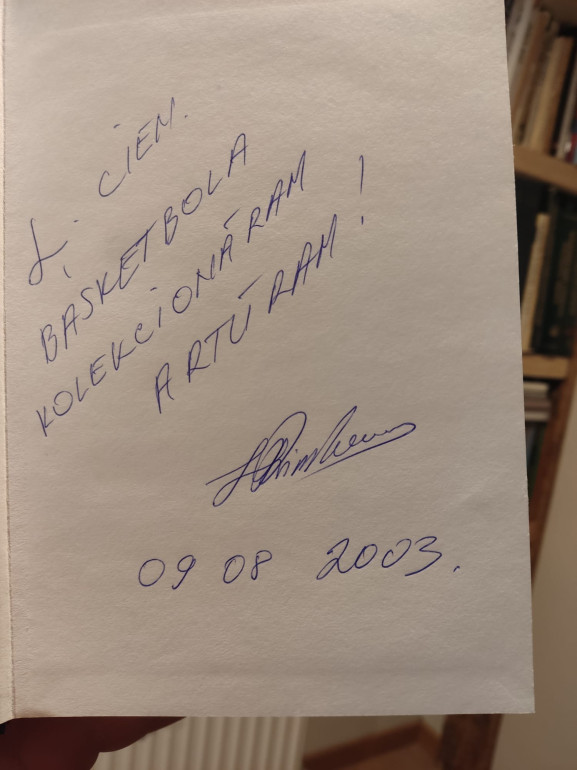 Ļ. CIEN.
BASKETBOLA
KOLEKCIONĀRAM
ARTŪRAM!
09 08 2003.